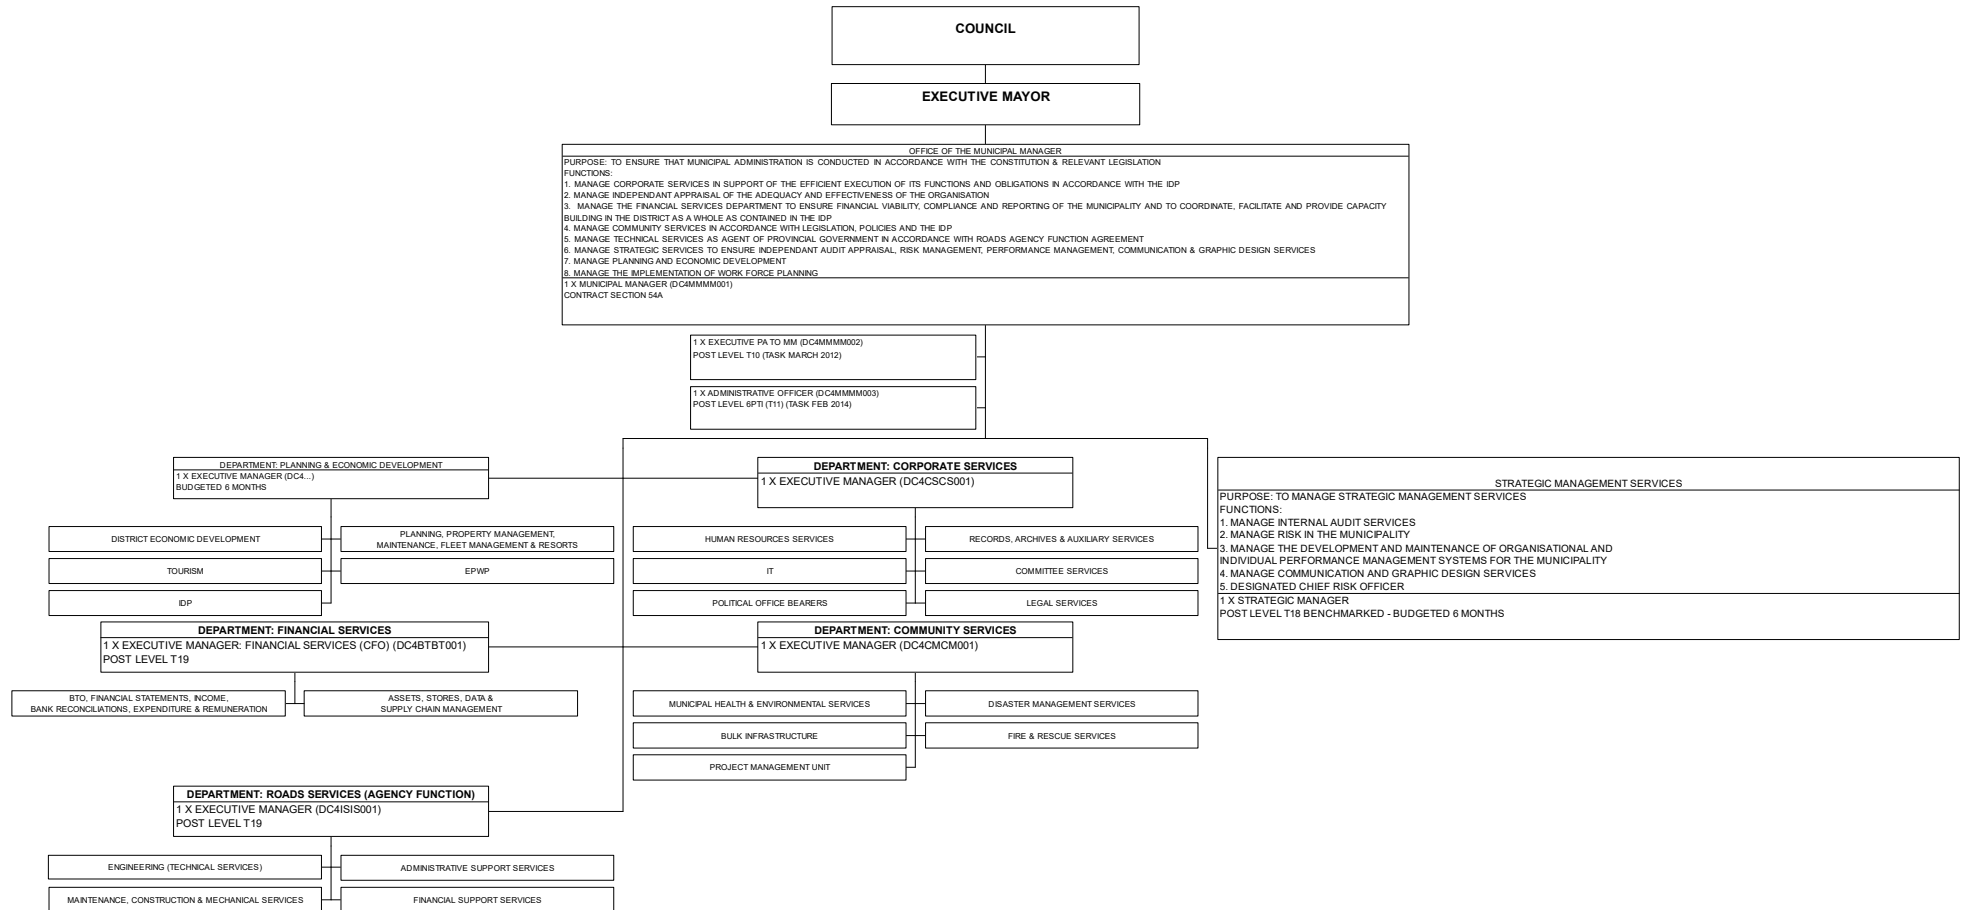 COUNCIL
EXECUTIVE MAYOR
OFFICE OF THE MUNICIPAL MANAGER
PURPOSE: TO ENSURE THAT MUNICIPAL ADMINISTRATION IS CONDUCTED IN ACCORDANCE WITH THE CONSTITUTION & RELEVANT LEGISLATION
FUNCTIONS:
1. MANAGE CORPORATE SERVICES IN SUPPORT OF THE EFFICIENT EXECUTION OF ITS FUNCTIONS AND OBLIGATIONS IN ACCORDANCE WITH THE IDP
2. MANAGE INDEPENDANT APPRAISAL OF THE ADEQUACY AND EFFECTIVENESS OF THE ORGANISATION
3. MANAGE THE FINANCIAL SERVICES DEPARTMENT TO ENSURE FINANCIAL VIABILITY, COMPLIANCE AND REPORTING OF THE MUNICIPALITY AND TO COORDINATE, FACILITATE AND PROVIDE CAPACITY
BUILDING IN THE DISTRICT AS A WHOLE AS CONTAINED IN THE IDP
4. MANAGE COMMUNITY SERVICES IN ACCORDANCE WITH LEGISLATION, POLICIES AND THE IDP
5. MANAGE TECHNICAL SERVICES AS AGENT OF PROVINCIAL GOVERNMENT IN ACCORDANCE WITH ROADS AGENCY FUNCTION AGREEMENT
6. MANAGE STRATEGIC SERVICES TO ENSURE INDEPENDANT AUDIT APPRAISAL, RISK MANAGEMENT, PERFORMANCE MANAGEMENT, COMMUNICATION & GRAPHIC DESIGN SERVICES
7. MANAGE PLANNING AND ECONOMIC DEVELOPMENT
8. MANAGE THE IMPLEMENTATION OF WORK FORCE PLANNING
1 X MUNICIPAL MANAGER (DC4MMMM001)
CONTRACT SECTION 54A
1 X EXECUTIVE PA TO MM (DC4MMMM002)
POST LEVEL T10 (TASK MARCH 2012)
1 X ADMINISTRATIVE OFFICER (DC4MMMM003)
POST LEVEL 6PTI (T11) (TASK FEB 2014)
DEPARTMENT: PLANNING & ECONOMIC DEVELOPMENT
1 X EXECUTIVE MANAGER (DC4...)
BUDGETED 6 MONTHS
DISTRICT ECONOMIC DEVELOPMENT
PLANNING, PROPERTY MANAGEMENT,
MAINTENANCE, FLEET MANAGEMENT & RESORTS
TOURISM
EPWP
IDP
DEPARTMENT: CORPORATE SERVICES
1 X EXECUTIVE MANAGER (DC4CSCS001)
HUMAN RESOURCES SERVICES
RECORDS, ARCHIVES & AUXILIARY SERVICES
IT
COMMITTEE SERVICES
POLITICAL OFFICE BEARERS
LEGAL SERVICES
STRATEGIC MANAGEMENT SERVICES
PURPOSE: TO MANAGE STRATEGIC MANAGEMENT SERVICES
FUNCTIONS:
1. MANAGE INTERNAL AUDIT SERVICES
2. MANAGE RISK IN THE MUNICIPALITY
3. MANAGE THE DEVELOPMENT AND MAINTENANCE OF ORGANISATIONAL AND
INDIVIDUAL PERFORMANCE MANAGEMENT SYSTEMS FOR THE MUNICIPALITY
4. MANAGE COMMUNICATION AND GRAPHIC DESIGN SERVICES
5. DESIGNATED CHIEF RISK OFFICER
1 X STRATEGIC MANAGER
POST LEVEL T18 BENCHMARKED - BUDGETED 6 MONTHS
DEPARTMENT: FINANCIAL SERVICES
1 X EXECUTIVE MANAGER: FINANCIAL SERVICES (CFO) (DC4BTBT001)
POST LEVEL T19
BTO, FINANCIAL STATEMENTS, INCOME,
BANK RECONCILIATIONS, EXPENDITURE & REMUNERATION
ASSETS, STORES, DATA &
SUPPLY CHAIN MANAGEMENT
DEPARTMENT: COMMUNITY SERVICES
1 X EXECUTIVE MANAGER (DC4CMCM001)
MUNICIPAL HEALTH & ENVIRONMENTAL SERVICES
DISASTER MANAGEMENT SERVICES
BULK INFRASTRUCTURE
FIRE & RESCUE SERVICES
PROJECT MANAGEMENT UNIT
DEPARTMENT: ROADS SERVICES (AGENCY FUNCTION)
1 X EXECUTIVE MANAGER (DC4ISIS001)
POST LEVEL T19
ENGINEERING (TECHNICAL SERVICES)
ADMINISTRATIVE SUPPORT SERVICES
MAINTENANCE, CONSTRUCTION & MECHANICAL SERVICES
FINANCIAL SUPPORT SERVICES